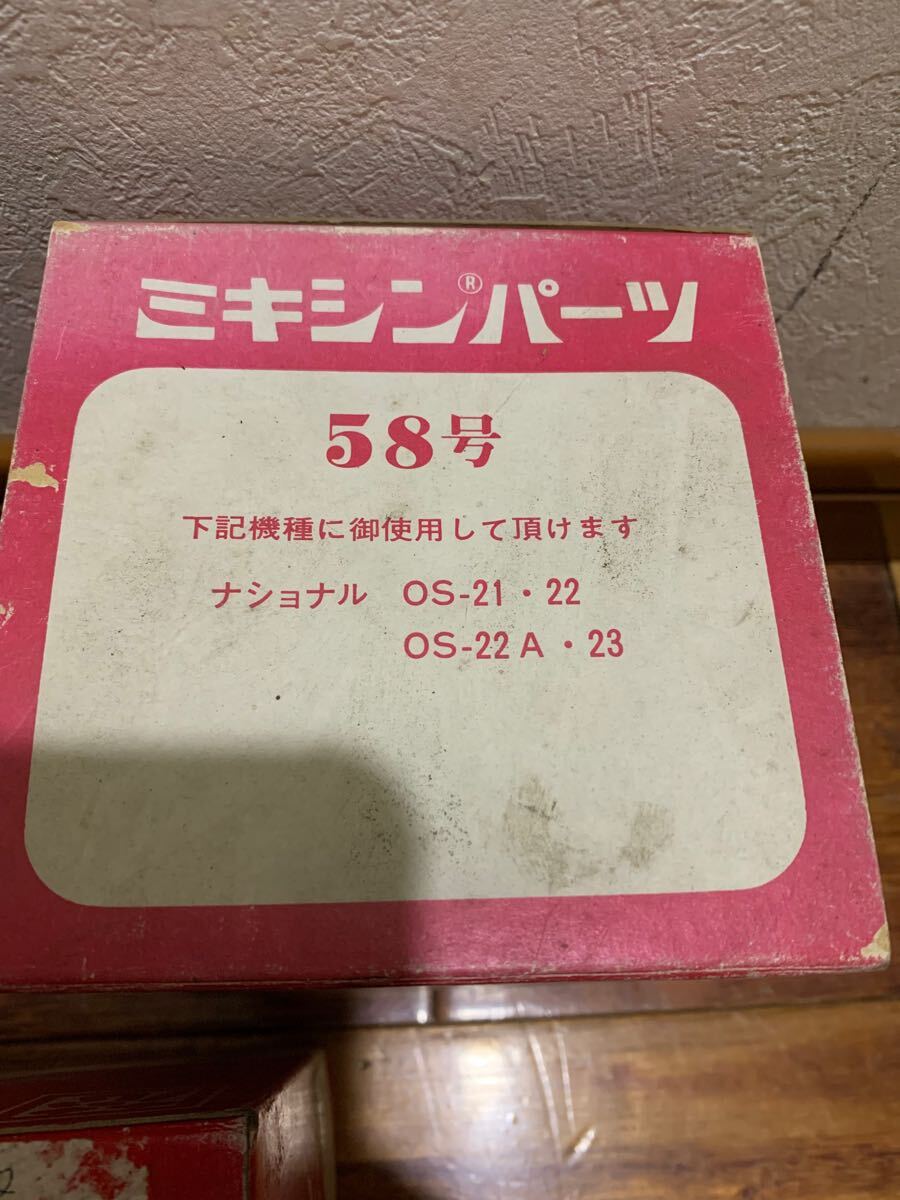 ミキシン®パーツ
58号
下記機種に御使用して頂けます
ナショナル OS-21・22
OS-22A・23